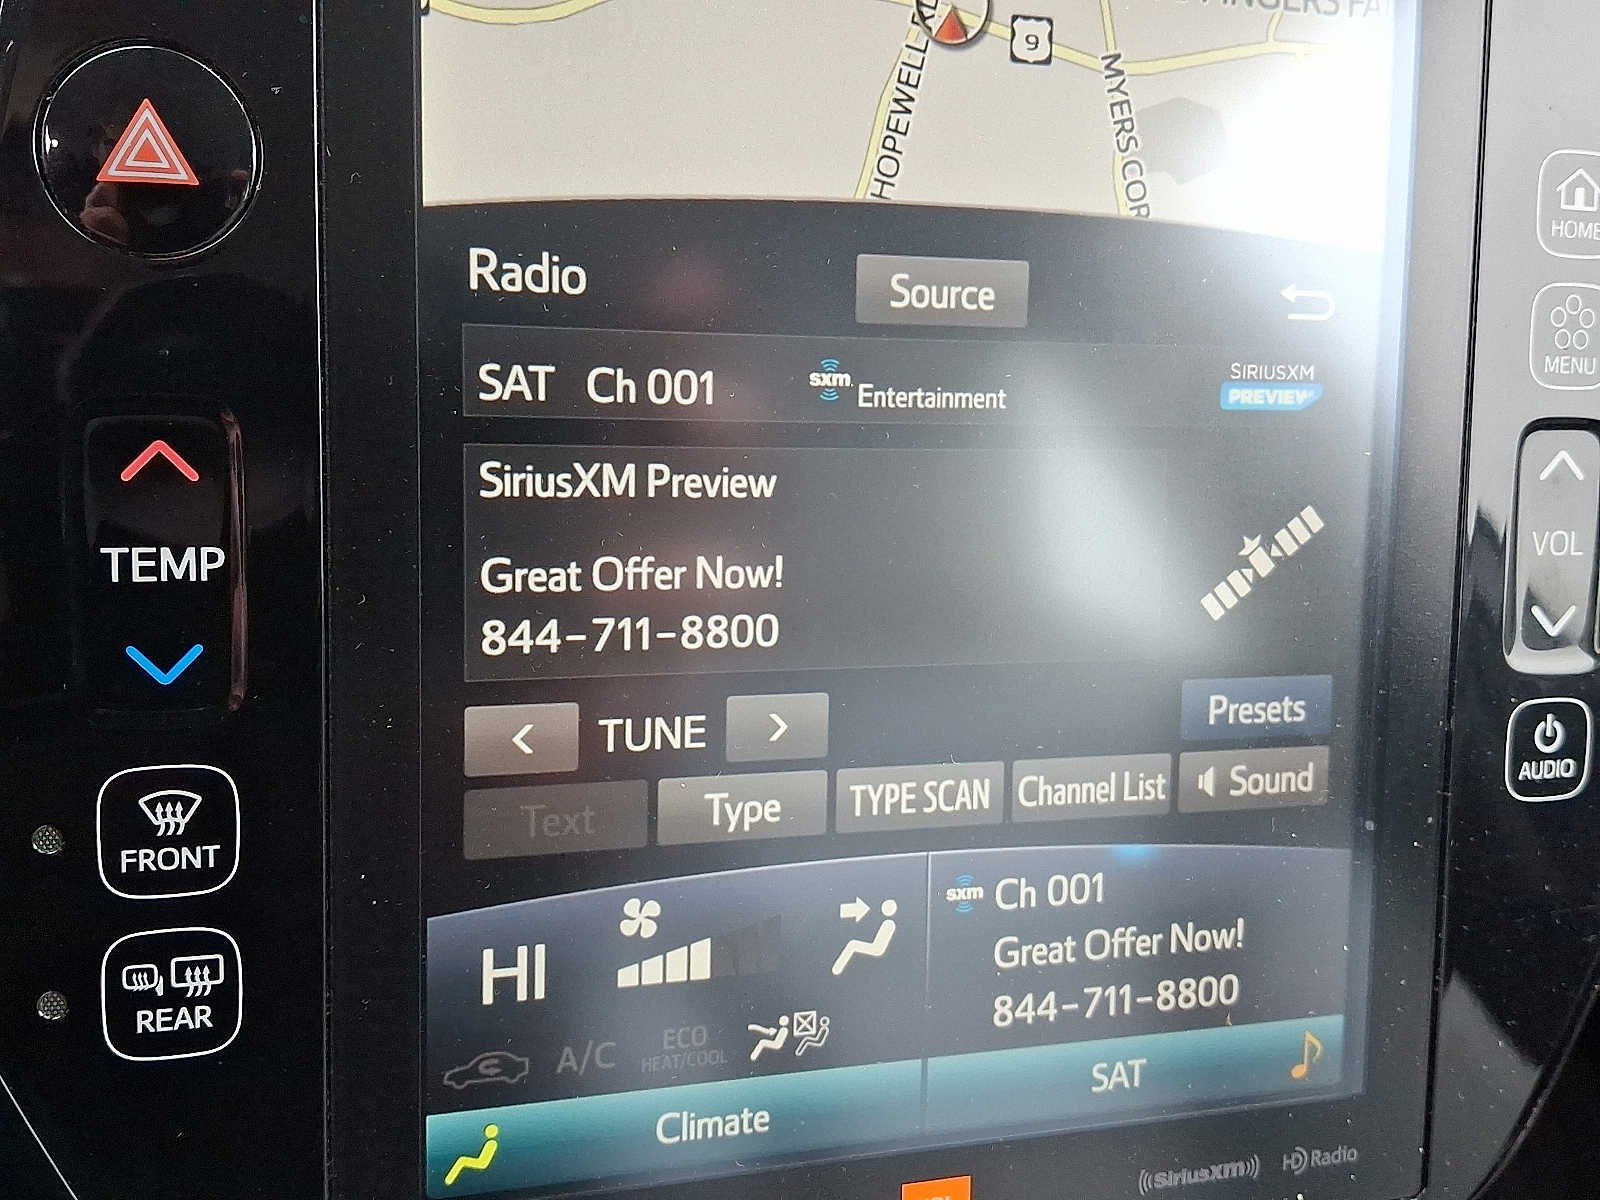 HOPEWELL RD
9
MYERS COR
Radio
Source
HOME
MENU
SAT Ch 001
sxm
Entertainment
SIRIUSXM
PREVIEW
SiriusXM Preview
Great Offer Now!
844-711-8800
TEMP
VOL
< TUNE >
Presets
AUDIO
Text
Type
TYPE SCAN
Channel List
Sound
FRONT
HI
sxm Ch 001
Great Offer Now!
844-711-8800
REAR
A/C
ECO
HEAT/COOL
Climate
SAT
((SiriusXM))
HD Radio